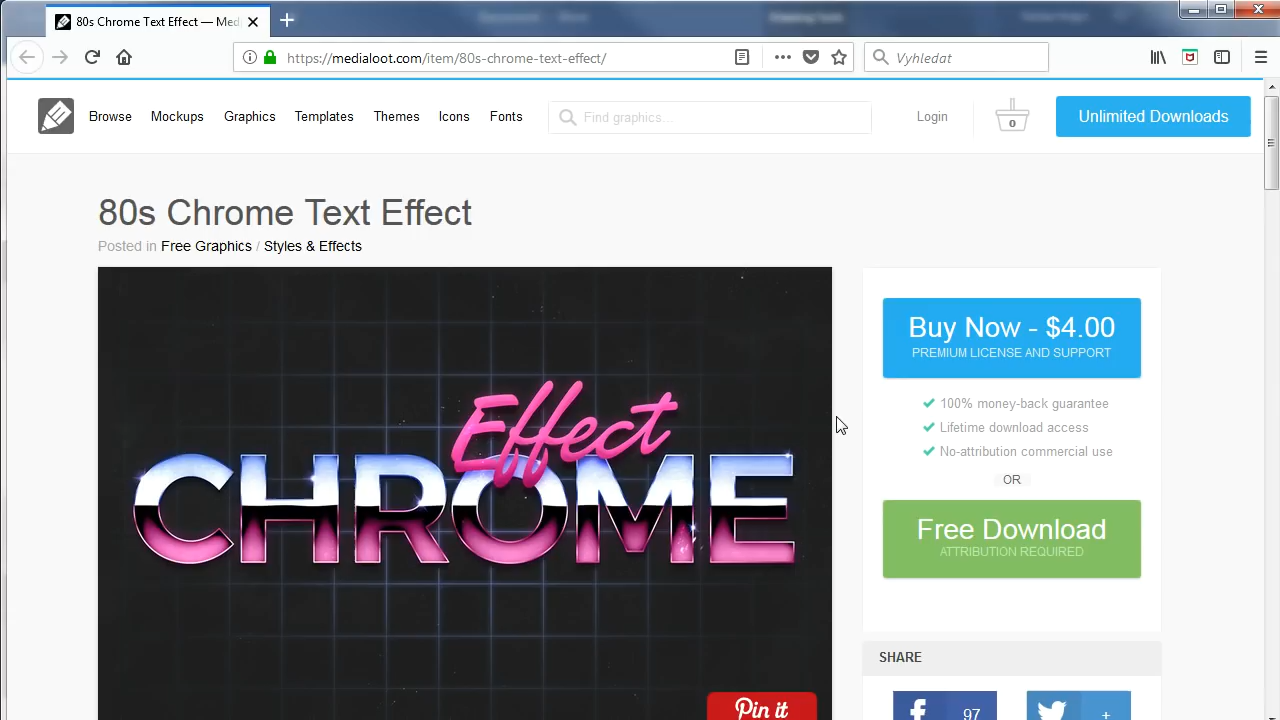 80s Chrome Text Effect — Med
https://medialoot.com/item/80s-chrome-text-effect/
Vyhledat
Browse Mockups Graphics Templates Themes Icons Fonts
Find graphics...
Login
0
Unlimited Downloads
80s Chrome Text Effect
Posted in Free Graphics / Styles & Effects
Effect
CHROME
Pin it
Buy Now - $4.00
PREMIUM LICENSE AND SUPPORT
100% money-back guarantee
Lifetime download access
No-attribution commercial use
OR
Free Download
ATTRIBUTION REQUIRED
SHARE
97
+